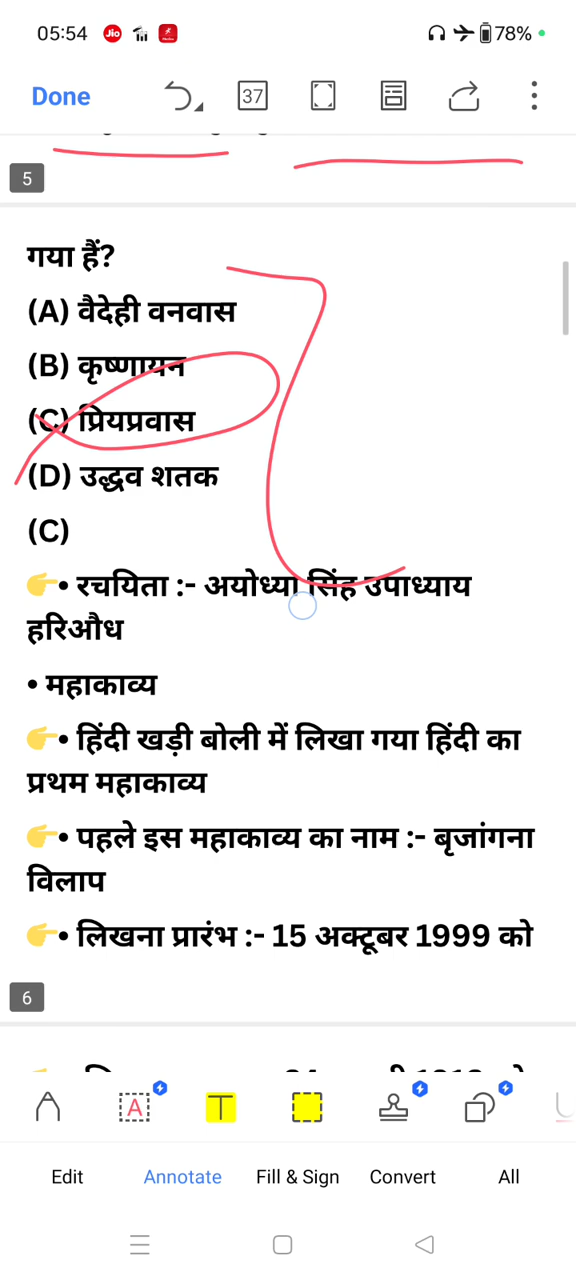 05:54
78%
Done
37
5
गया हैं?
(A) वैदेही वनवास
(B) कृष्णायन
(C) प्रियप्रवास
(D) उद्धव शतक
(C)
👉• रचयिता :- अयोध्या सिंह उपाध्याय
हरिऔध
• महाकाव्य
👉• हिंदी खड़ी बोली में लिखा गया हिंदी का
प्रथम महाकाव्य
👉• पहले इस महाकाव्य का नाम :- बृजांगना
विलाप
👉• लिखना प्रारंभ :- 15 अक्टूबर 1999 को
6
Edit
Annotate
Fill & Sign
Convert
All